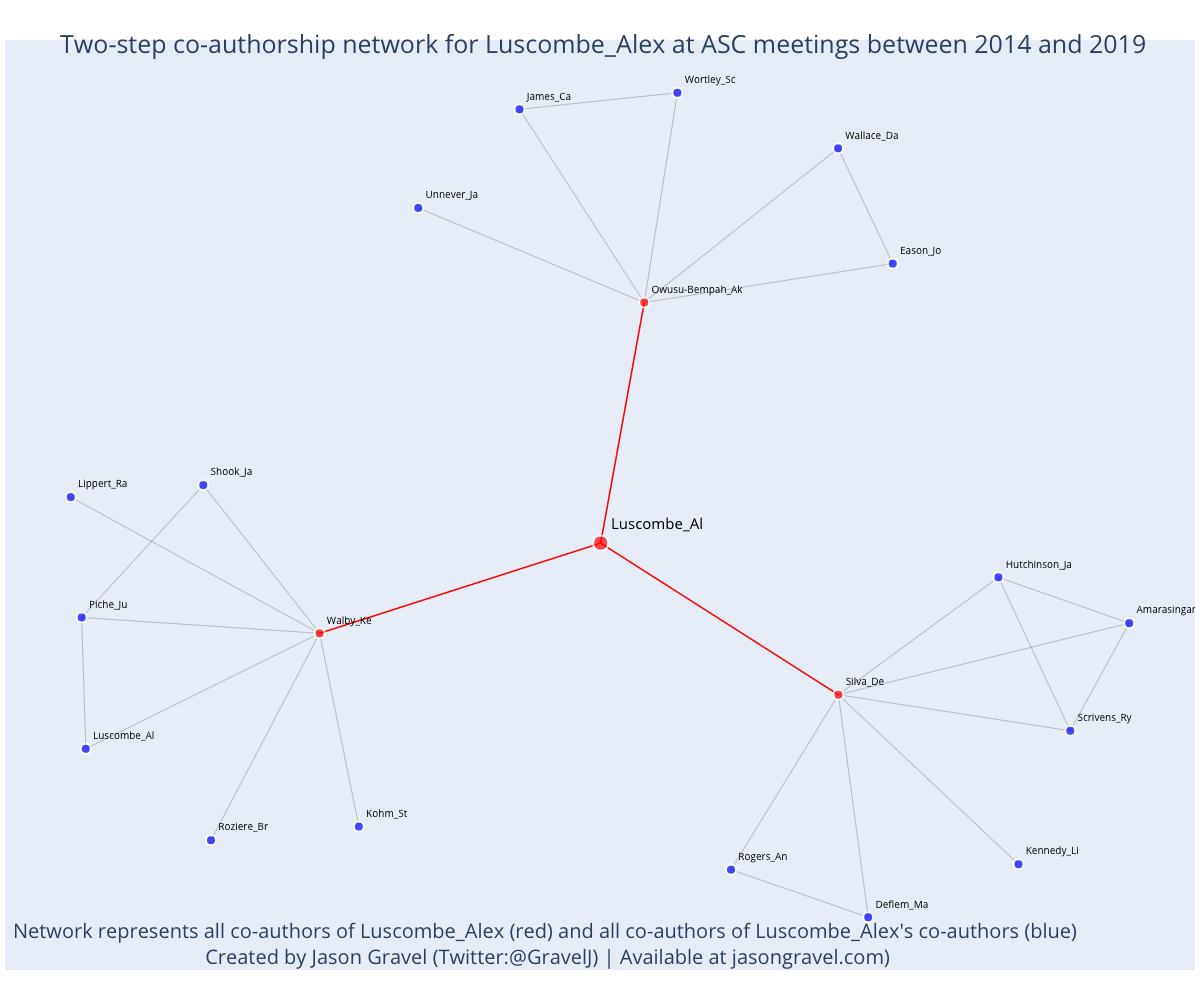 Two-step co-authorship network for Luscombe_Alex at ASC meetings between 2014 and 2019
Wortley_Sc
James_Ca
Wallace_Da
Unnever_Ja
Eason_Jo
Owusu-Bempah_Ak
Shook_Ja
Lippert_Ra
Luscombe_Al
Hutchinson_Ja
Piche_Ju
Amarasingar
Walby_Ke
Silva_De
Scrivens_Ry
Luscombe_Al
Kohm_St
Roziere_Br
Kennedy_Li
Rogers_An
Deflem_Ma
Network represents all co-authors of Luscombe_Alex (red) and all co-authors of Luscombe_Alex's co-authors (blue)
Created by Jason Gravel (Twitter:@GravelJ) | Available at jasongravel.com)